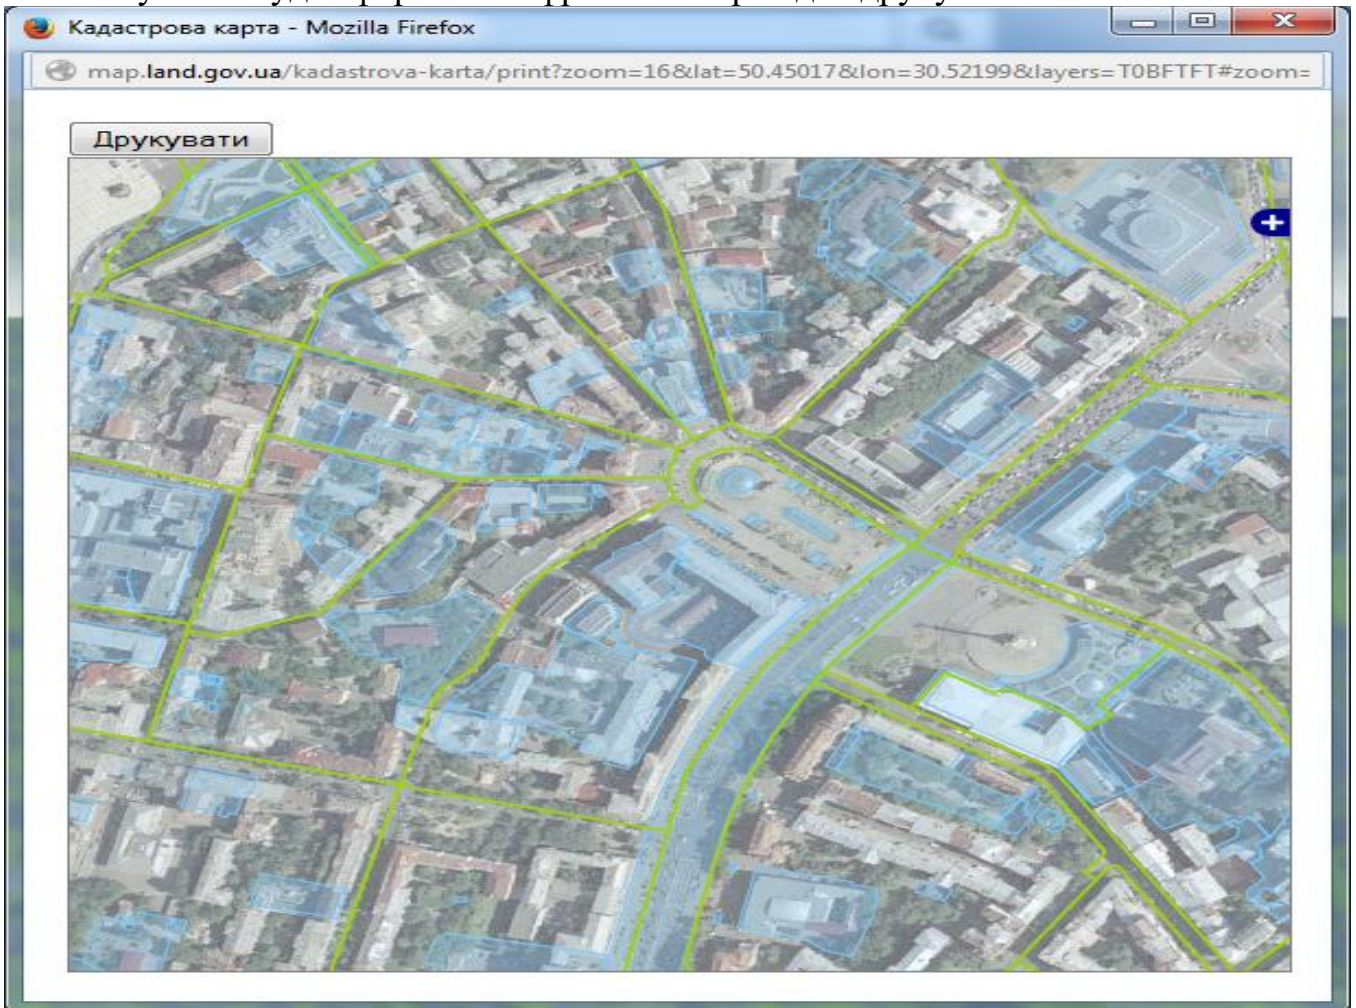 Кадастрова карта - Mozilla Firefox
map.land.gov.ua/kadastrova-karta/print?zoom=16&lat=50.45017&lon=30.52199&layers=T0BFTFT#zoom=
Друкувати